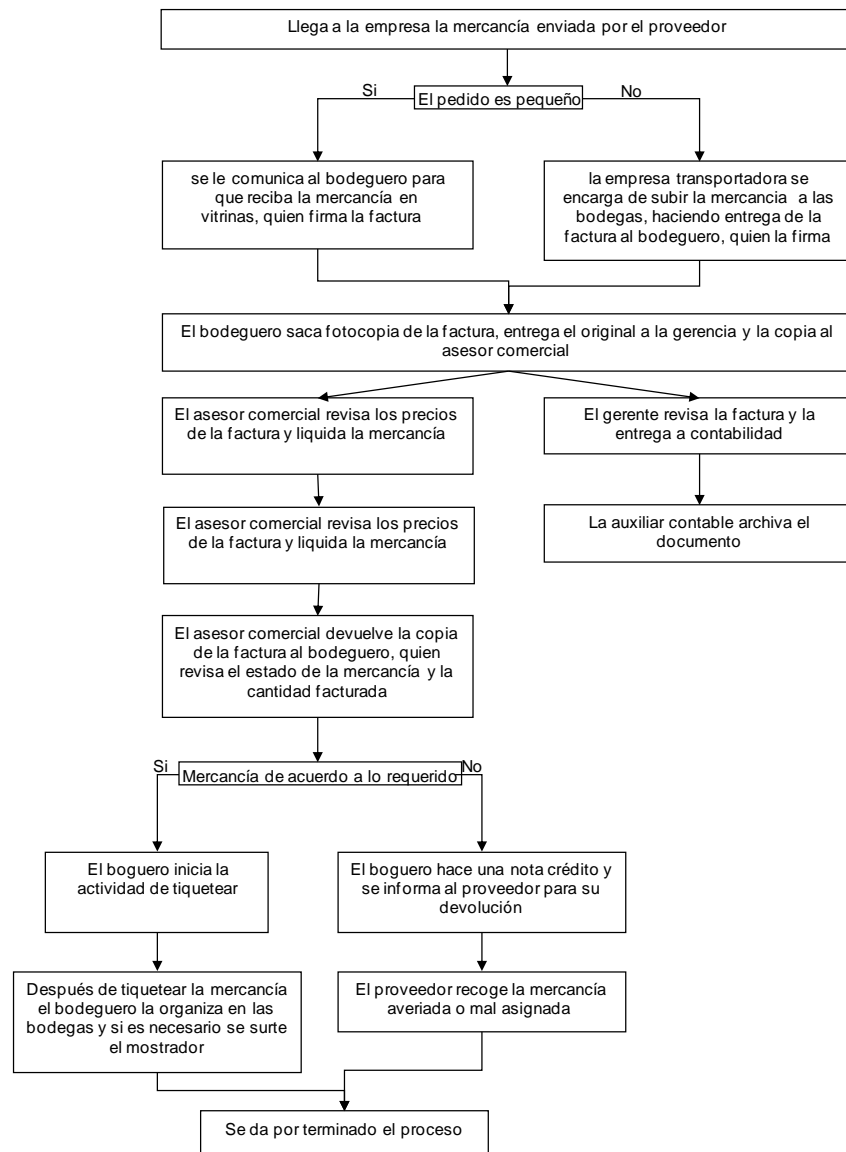 Llega a la empresa la mercancía enviada por el proveedor
Si
El pedido es pequeño
No
se le comunica al bodeguero para
que reciba la mercancía en
vitrinas, quien firma la factura
la empresa transportadora se
encarga de subir la mercancia a las
bodegas, haciendo entrega de la
factura al bodeguero, quien la firma
El bodeguero saca fotocopia de la factura, entrega el original a la gerencia y la copia al
asesor comercial
El asesor comercial revisa los precios
de la factura y liquida la mercancía
El gerente revisa la factura y la
entrega a contabilidad
El asesor comercial revisa los precios
de la factura y liquida la mercancía
La auxiliar contable archiva el
documento
El asesor comercial devuelve la copia
de la factura al bodeguero, quien
revisa el estado de la mercancía y la
cantidad facturada
Si
Mercancía de acuerdo a lo requerido
No
El boguero inicia la
actividad de tiquetear
El boguero hace una nota crédito y
se informa al proveedor para su
devolución
Después de tiquetear la mercancía
el bodeguero la organiza en las
bodegas y si es necesario se surte
el mostrador
El proveedor recoge la mercancía
averiada o mal asignada
Se da por terminado el proceso